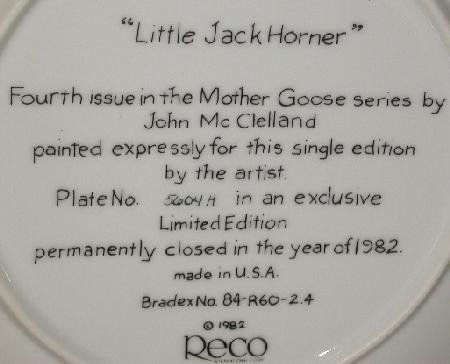 "Little Jack Horner"
Fourth issue in the Mother Goose series by
John McClelland
painted expressly for this single edition
by the artist.
Plate No. 5604 H in an exclusive
Limited Edition
permanently closed in the year of 1982.
made in U.S.A.
Bradex No. 84-R60-2.4
© 1982
Reco